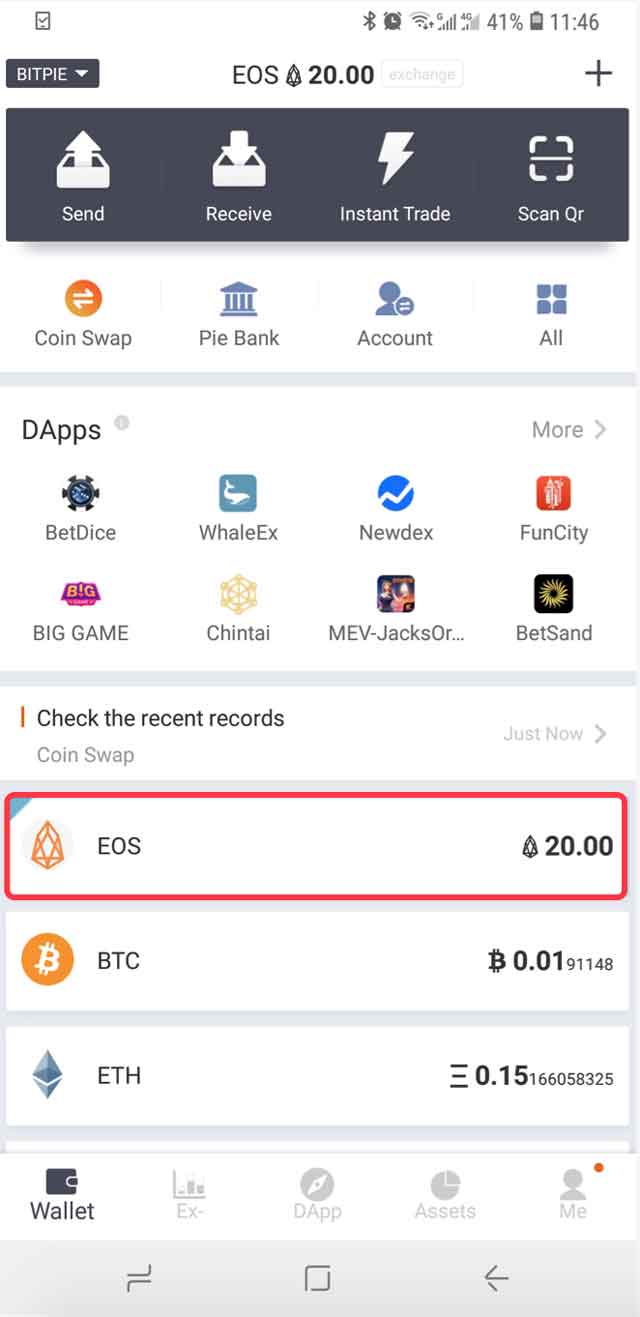 G 4G 41% 11:46
BITPIE EOS 20.00 exchange
Send Receive Instant Trade Scan Qr
Coin Swap Pie Bank Account All
DApps More
BetDice WhaleEx Newdex FunCity
B!G GAME
BIG GAME Chintai MEV-JacksOr... BetSand
Check the recent records
Just Now
Coin Swap
EOS 20.00
BTC 0.0191148
ETH 0.15166058325
Wallet Ex- DApp Assets Me